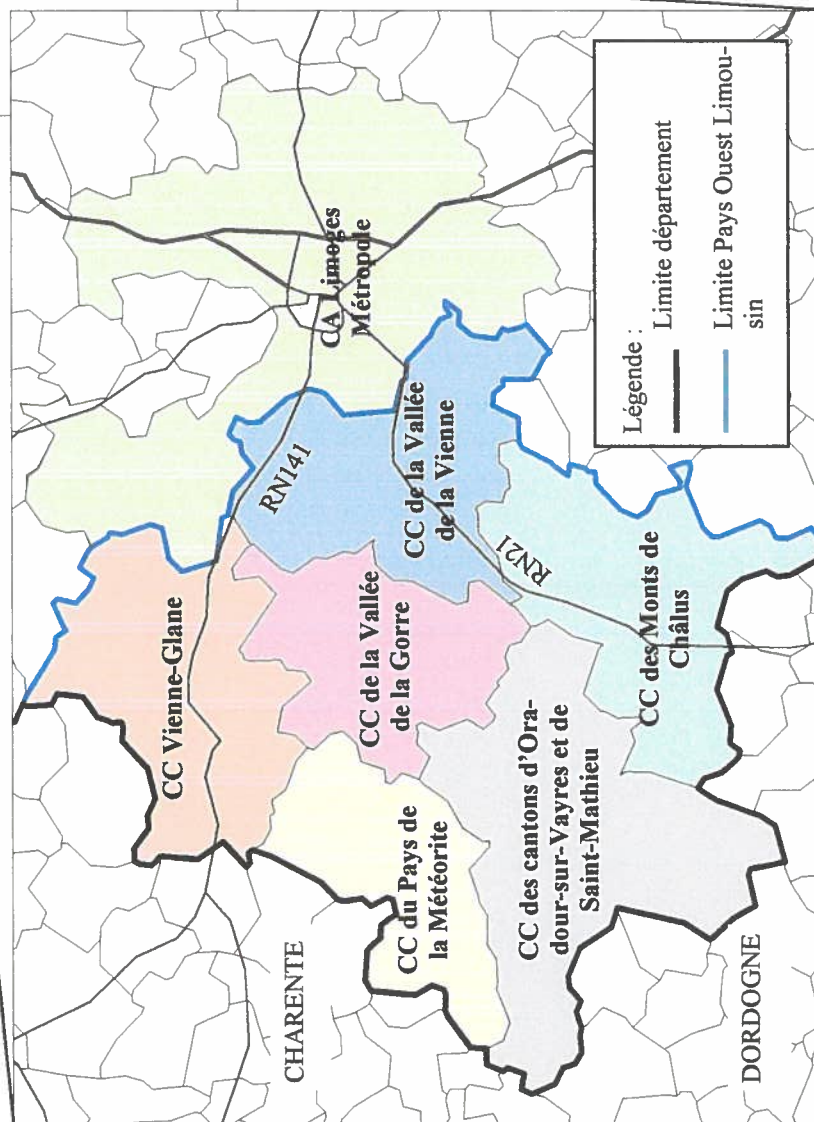 CC Vienne-Glane
RN141
CA Limoges
Métropole
CC de la Vallée
de la Gorre
CC de la Vallée
de la Vienne
CC du Pays de
la Météorite
RN21
CC des cantons d'Ora-
dour-sur-Vayres et de
Saint-Mathieu
CC des Monts de
Châlus
CHARENTE
DORDOGNE
Légende :
Limite département
Limite Pays Ouest Limou-
sin